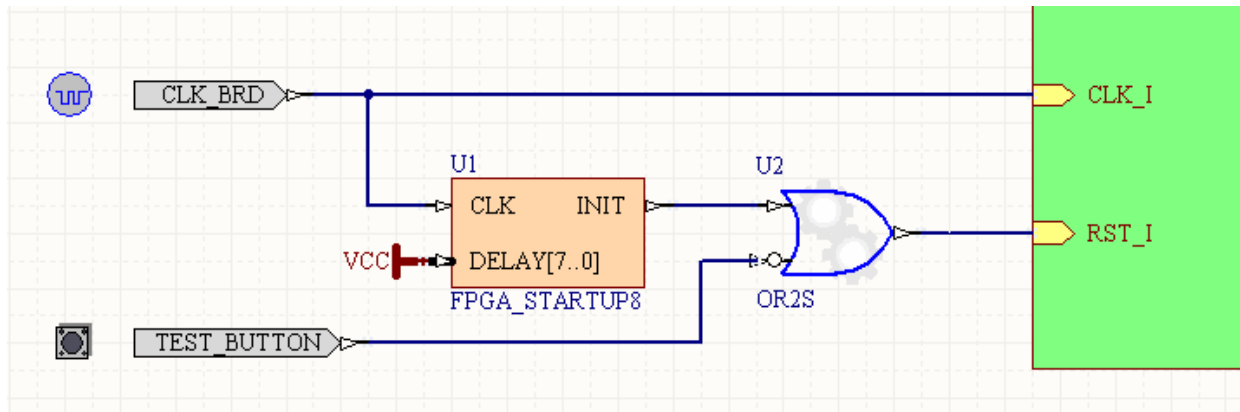 CLK_BRD
CLK_I
U1
U2
CLK INIT
RST_I
VCC
DELAY[7..0]
FPGA_STARTUP8
OR2S
TEST_BUTTON